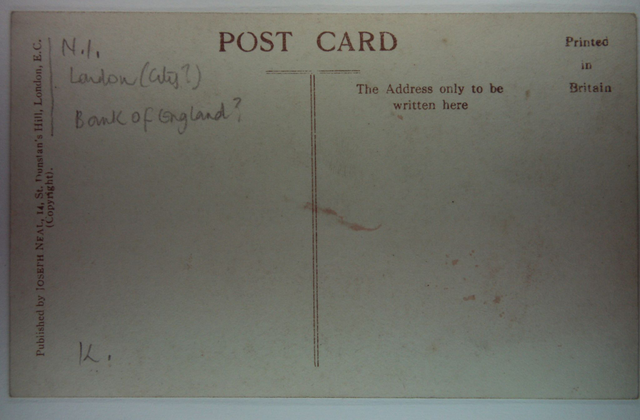 POST CARD
Printed
in
Britain
The Address only to be
written here
N.I.
London (City?)
Bank of England?
K.
Published by JOSEPH NEAL, 14, St. Dunstan's Hill, London, E.C.
(Copyright).